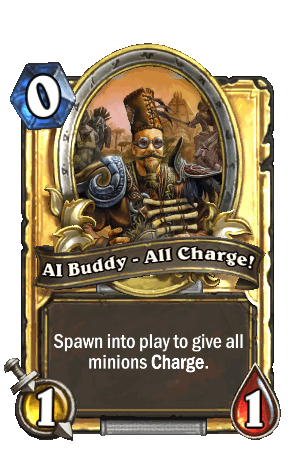 0
AI Buddy - All Charge!
Spawn into play to give all
minions Charge.
1
1